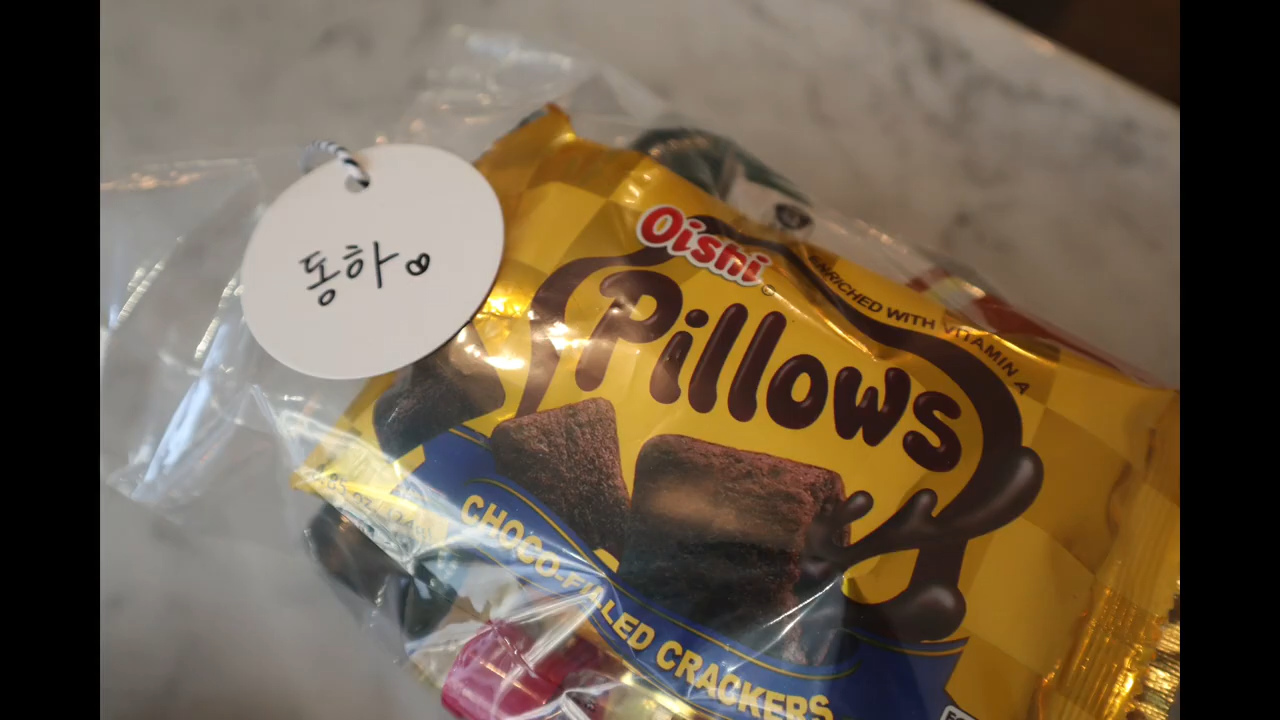 동하
Oishi
Pillows
ENRICHED WITH VITAMIN A
CHOCO-FILLED CRACKERS